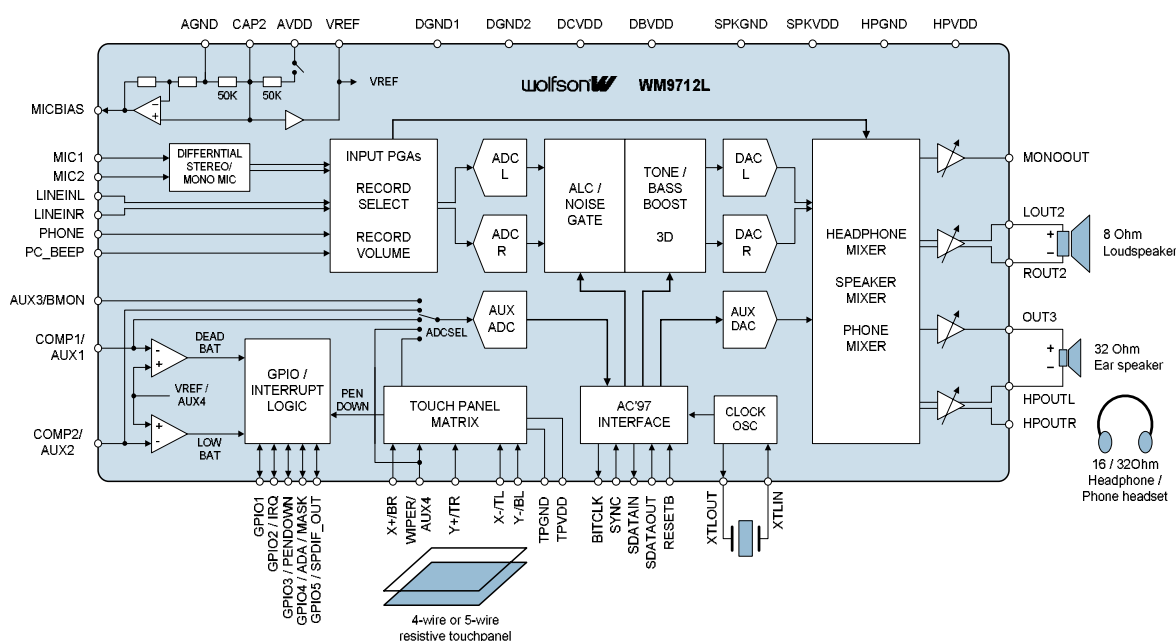 AGND CAP2 AVDD VREF DGND1 DGND2 DCVDD DBVDD SPKGND SPKVDD HPGND HPVDD
wolfson WM9712L
VREF
50K 50K
MICBIAS
MIC1
MIC2
LINEINL
LINEINR
PHONE
PC_BEEP
DIFFERNTIAL
STEREO/
MONO MIC
INPUT PGAs
RECORD
SELECT
RECORD
VOLUME
ADC
L
ADC
R
ALC /
NOISE
GATE
TONE /
BASS
BOOST
3D
DAC
L
DAC
R
HEADPHONE
MIXER
SPEAKER
MIXER
PHONE
MIXER
MONOOUT
LOUT2
+
−
8 Ohm
Loudspeaker
ROUT2
AUX3/BMON
ADCSEL
AUX
ADC
AUX
DAC
OUT3
+
−
32 Ohm
Ear speaker
HPOUTL
HPOUTR
16 / 32Ohm
Headphone /
Phone headset
COMP1/
AUX1
DEAD
BAT
VREF /
AUX4
COMP2/
AUX2
LOW
BAT
GPIO /
INTERRUPT
LOGIC
PEN
DOWN
TOUCH PANEL
MATRIX
AC'97
INTERFACE
CLOCK
OSC
GPIO1
GPIO2 / IRQ
GPIO3 / PENDOWN
GPIO4 / ADA / MASK
GPIO5 / SPDIF_OUT
X+/BR
WIPER/
AUX4
Y+/TR
X-/TL
Y-/BL
TPGND
TPVDD
BITCLK
SYNC
SDATAIN
SDATAOUT
RESETB
XTLOUT
XTLIN
4-wire or 5-wire
resistive touchpanel